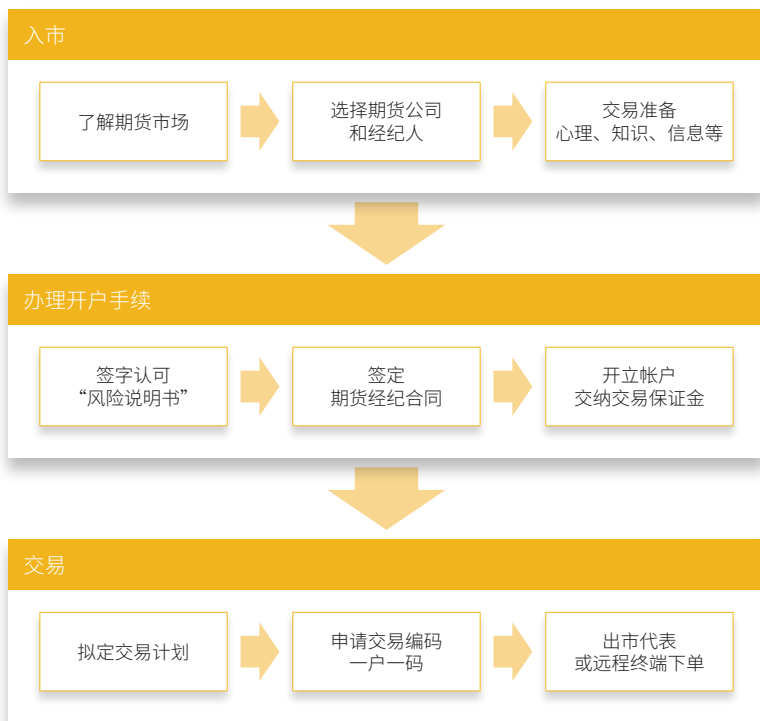 入市
了解期货市场
选择期货公司
和经纪人
交易准备
心理、知识、信息等
办理开户手续
签字认可
“风险说明书”
签定
期货经纪合同
开立帐户
交纳交易保证金
交易
拟定交易计划
申请交易编码
一户一码
出市代表
或远程终端下单